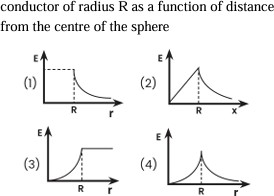 conductor of radius R as a function of distance
from the centre of the sphere
E E
(1) (2)
R r R x
E E
(3) (4)
R r R r